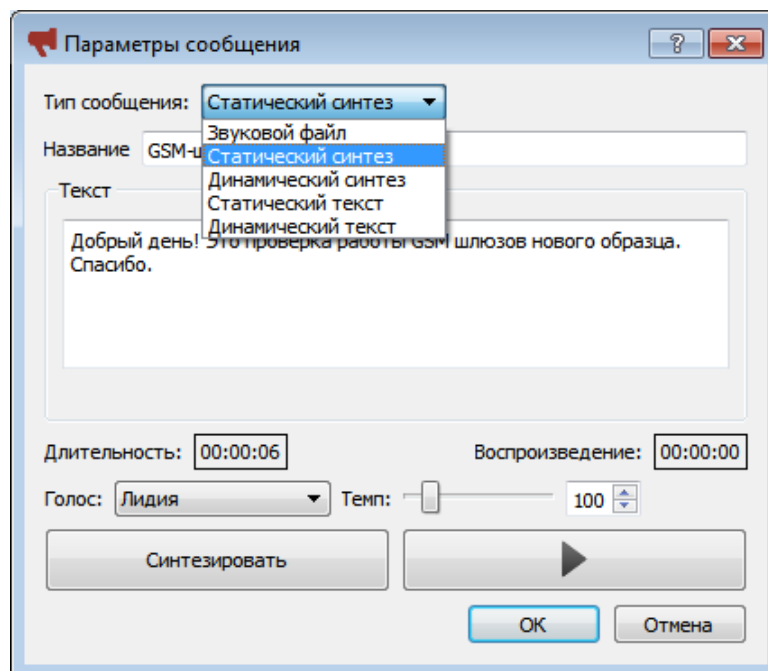 Параметры сообщения
Тип сообщения: Статический синтез
Звуковой файл
Название GSM-ш
Статический синтез
Динамический синтез
Текст
Статический текст
Динамический текст
Добрый день! Это проверка работы GSM шлюзов нового образца.
Спасибо.
Длительность: 00:00:06 Воспроизведение: 00:00:00
Голос: Лидия Темп: 100
Синтезировать
OK Отмена